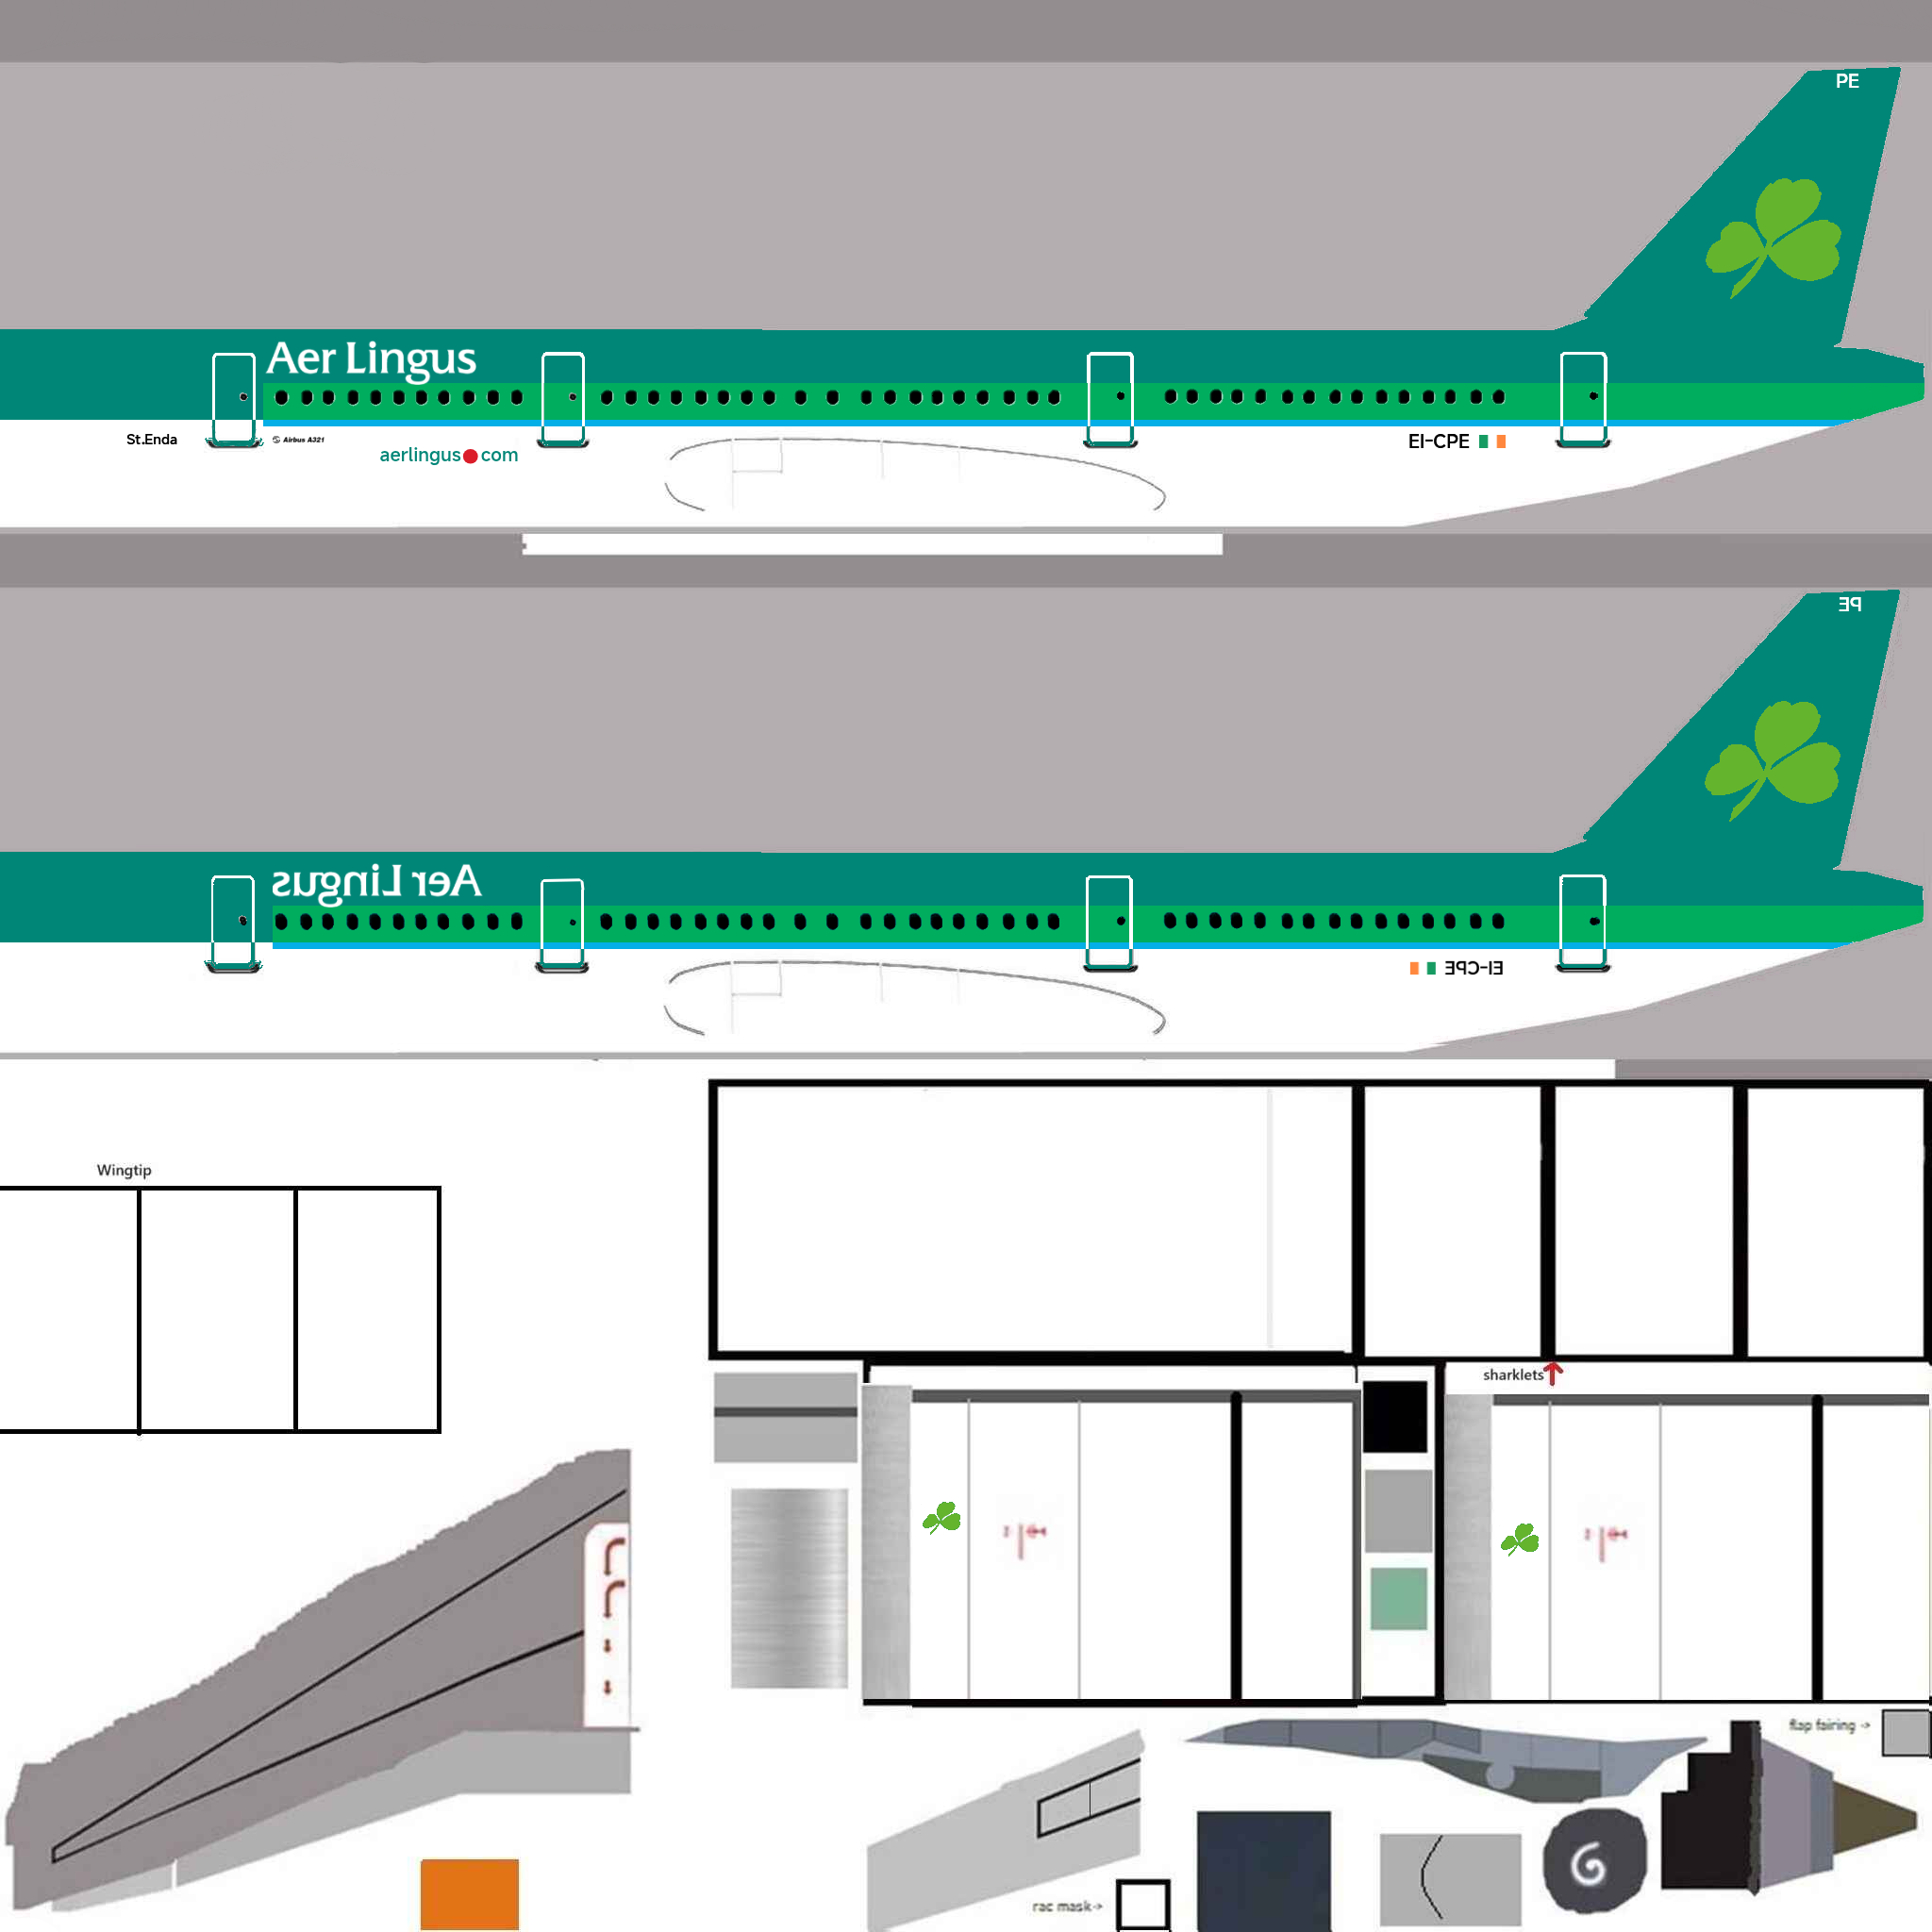 PE
Aer Lingus
St.Enda
Airbus A321
aerlingus com
EI-CPE
PE
Aer Lingus
EI-CPE
Wingtip
sharklets
flap fairing ->
rac mask->